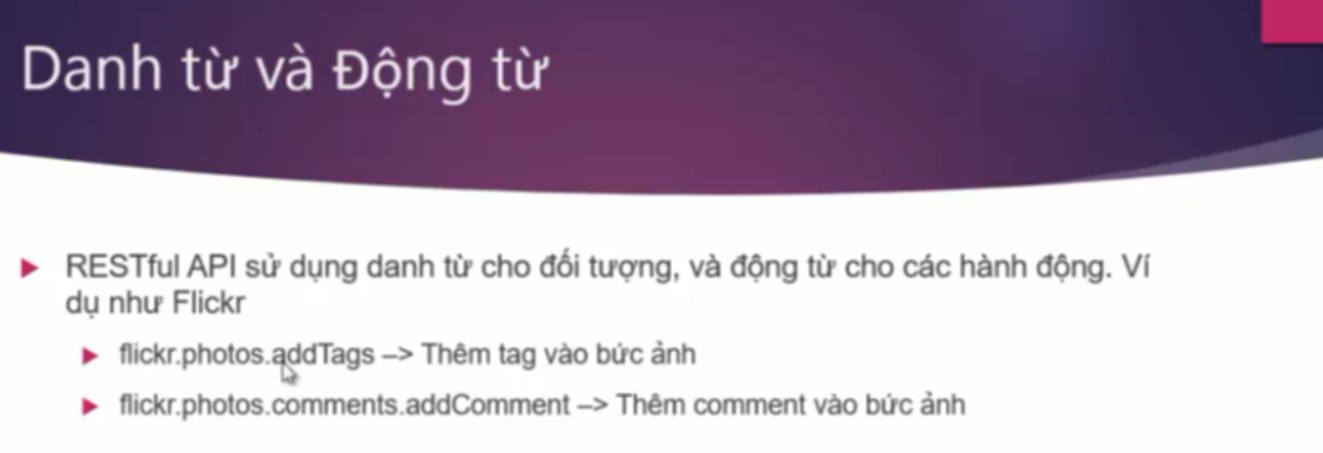 Danh từ và Động từ
RESTful API sử dụng danh từ cho đối tượng, và động từ cho các hành động. Ví
dụ như Flickr
flickr.photos.addTags –> Thêm tag vào bức ảnh
flickr.photos.comments.addComment –> Thêm comment vào bức ảnh